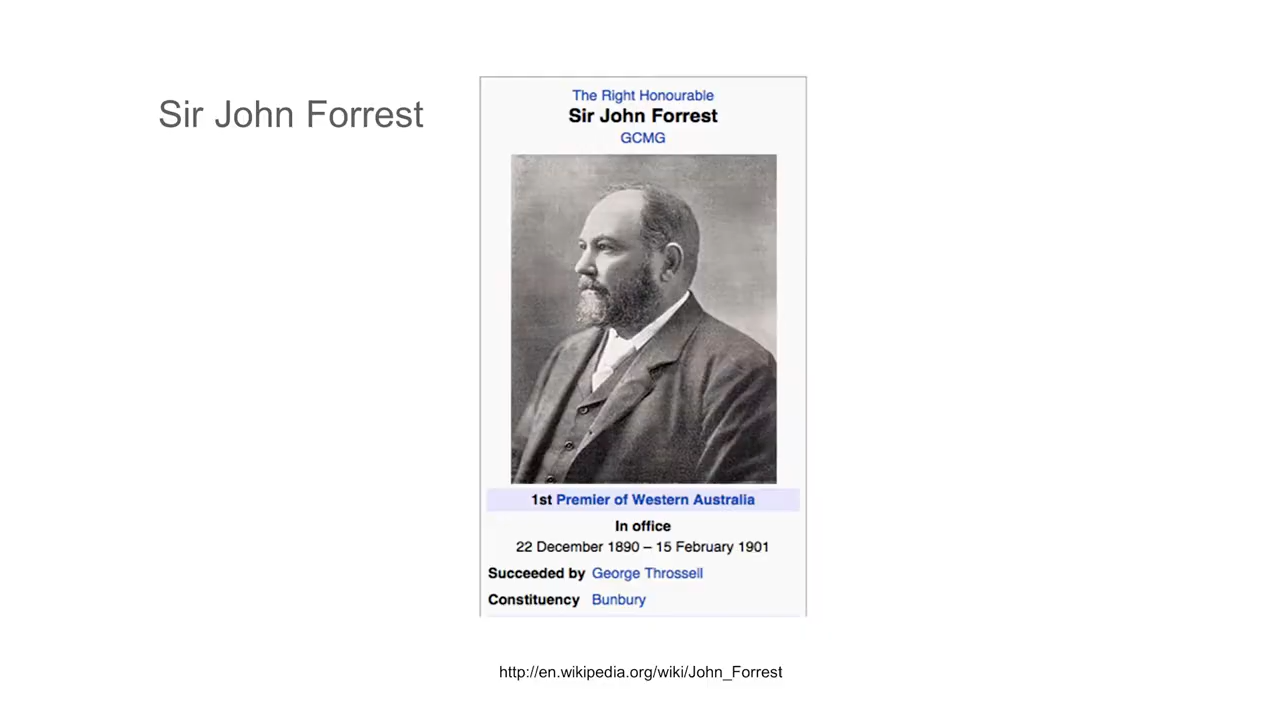 Sir John Forrest
The Right Honourable
Sir John Forrest
GCMG
1st Premier of Western Australia
In office
22 December 1890 – 15 February 1901
Succeeded by George Throssell
Constituency Bunbury
http://en.wikipedia.org/wiki/John_Forrest